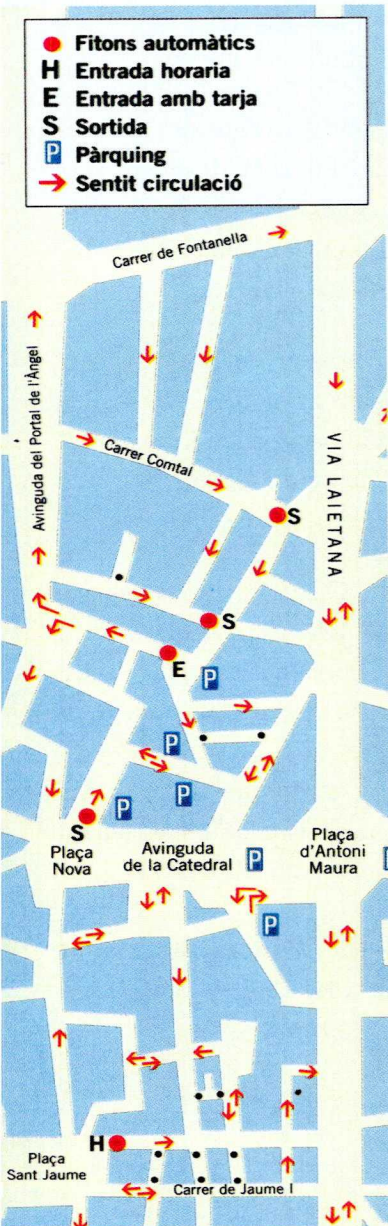 Fitons automàtics
H Entrada horaria
E Entrada amb tarja
S Sortida
P Pàrquing
Sentit circulació
Carrer de Fontanella
Avinguda del Portal de l'Àngel
Carrer Comtal
VIA LAIETANA
S
S
E
P
P
P
P
S
Plaça
Nova
Avinguda
de la Catedral
P
Plaça
d'Antoni
Maura
P
H
Plaça
Sant Jaume
Carrer de Jaume I